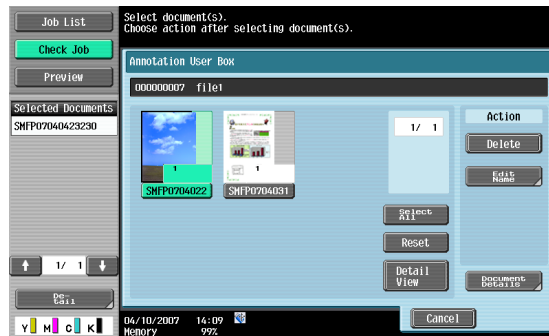 Job List
Check Job
Preview
Selected Documents
SMFP07040423230
1/ 1
De-
tail
Y M C K
Select document(s).
Choose action after selecting document(s).
Annotation User Box
000000007 file1
1
SMFP0704022
1
SMFP0704031
1/ 1
Select
All
Reset
Detail
View
Action
Delete
Edit
Name
Document
Details
Cancel
04/10/2007 14:09
Memory 99%